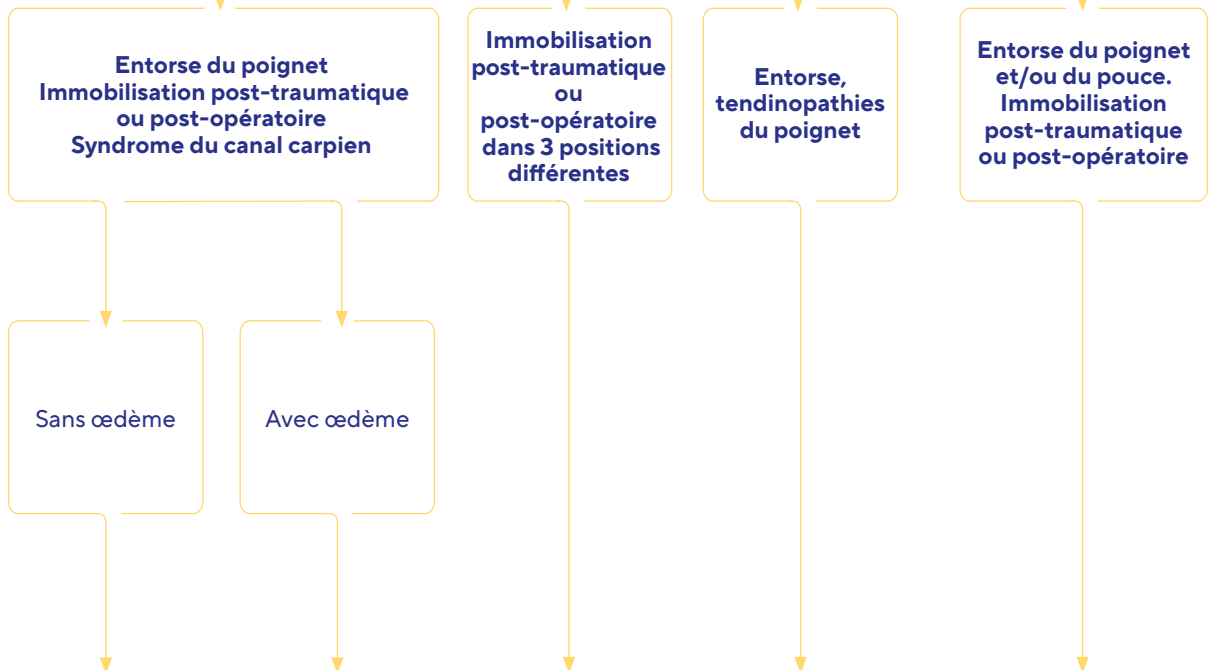 Entorse du poignet
Immobilisation post-traumatique
ou post-opératoire
Syndrome du canal carpien
Immobilisation
post-traumatique
ou
post-opératoire
dans 3 positions
différentes
Entorse,
tendinopathies
du poignet
Entorse du poignet
et/ou du pouce.
Immobilisation
post-traumatique
ou post-opératoire
Sans œdème
Avec œdème